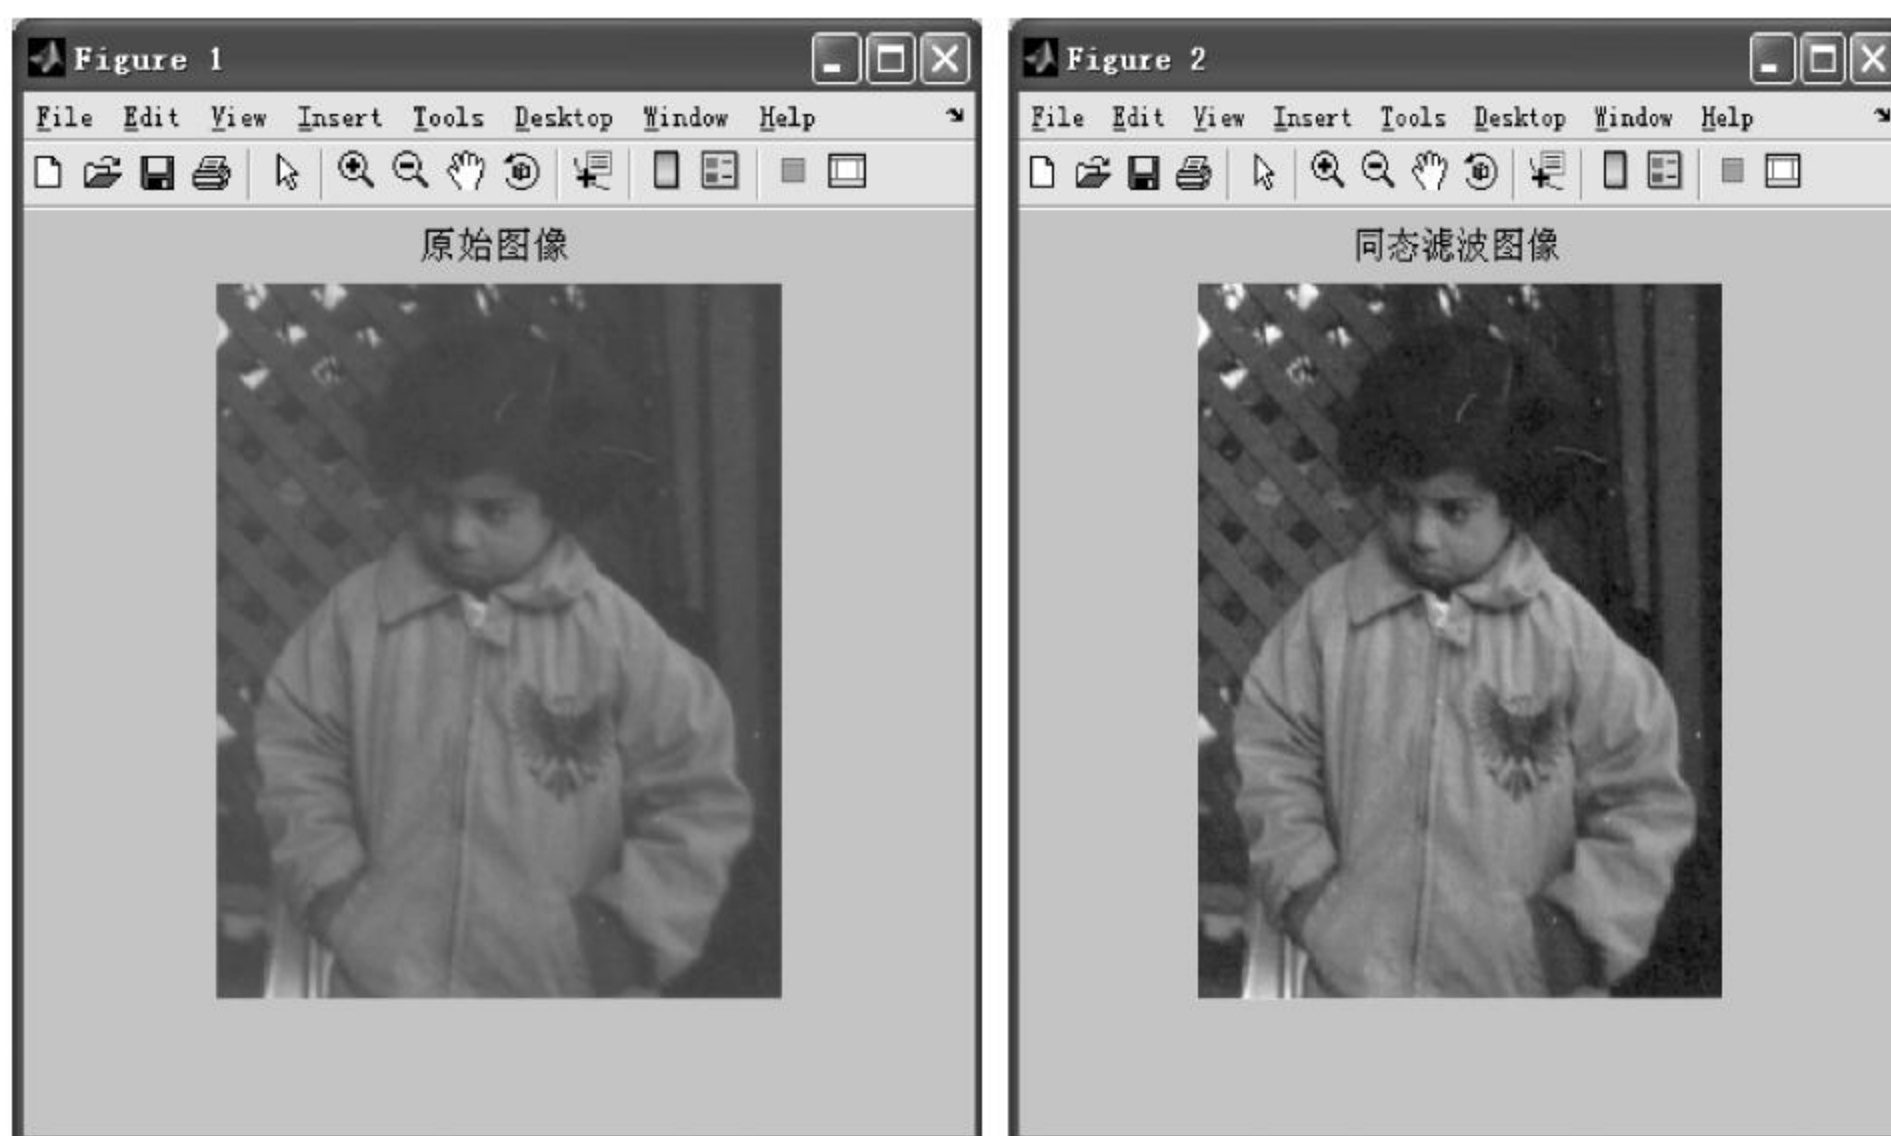 Figure 1
File Edit View Insert Tools Desktop Window Help
原始图像
Figure 2
File Edit View Insert Tools Desktop Window Help
同态滤波图像